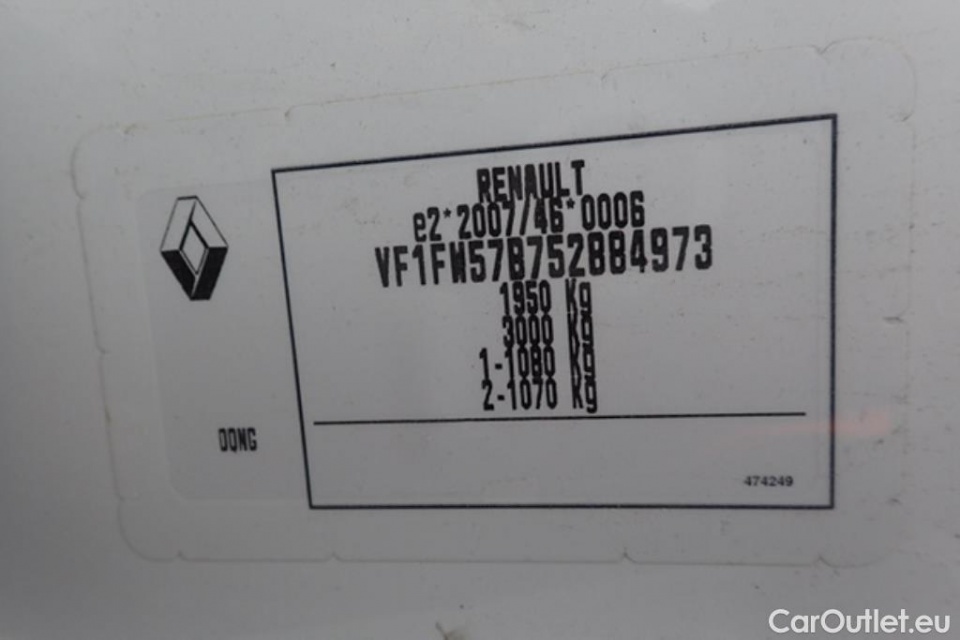 RENAULT
e2*2007/46*0006
VF1FW57B752884973
1950 Kg
3000 Kg
1-1080 Kg
2-1070 Kg
OQNG
474249
CarOutlet.eu